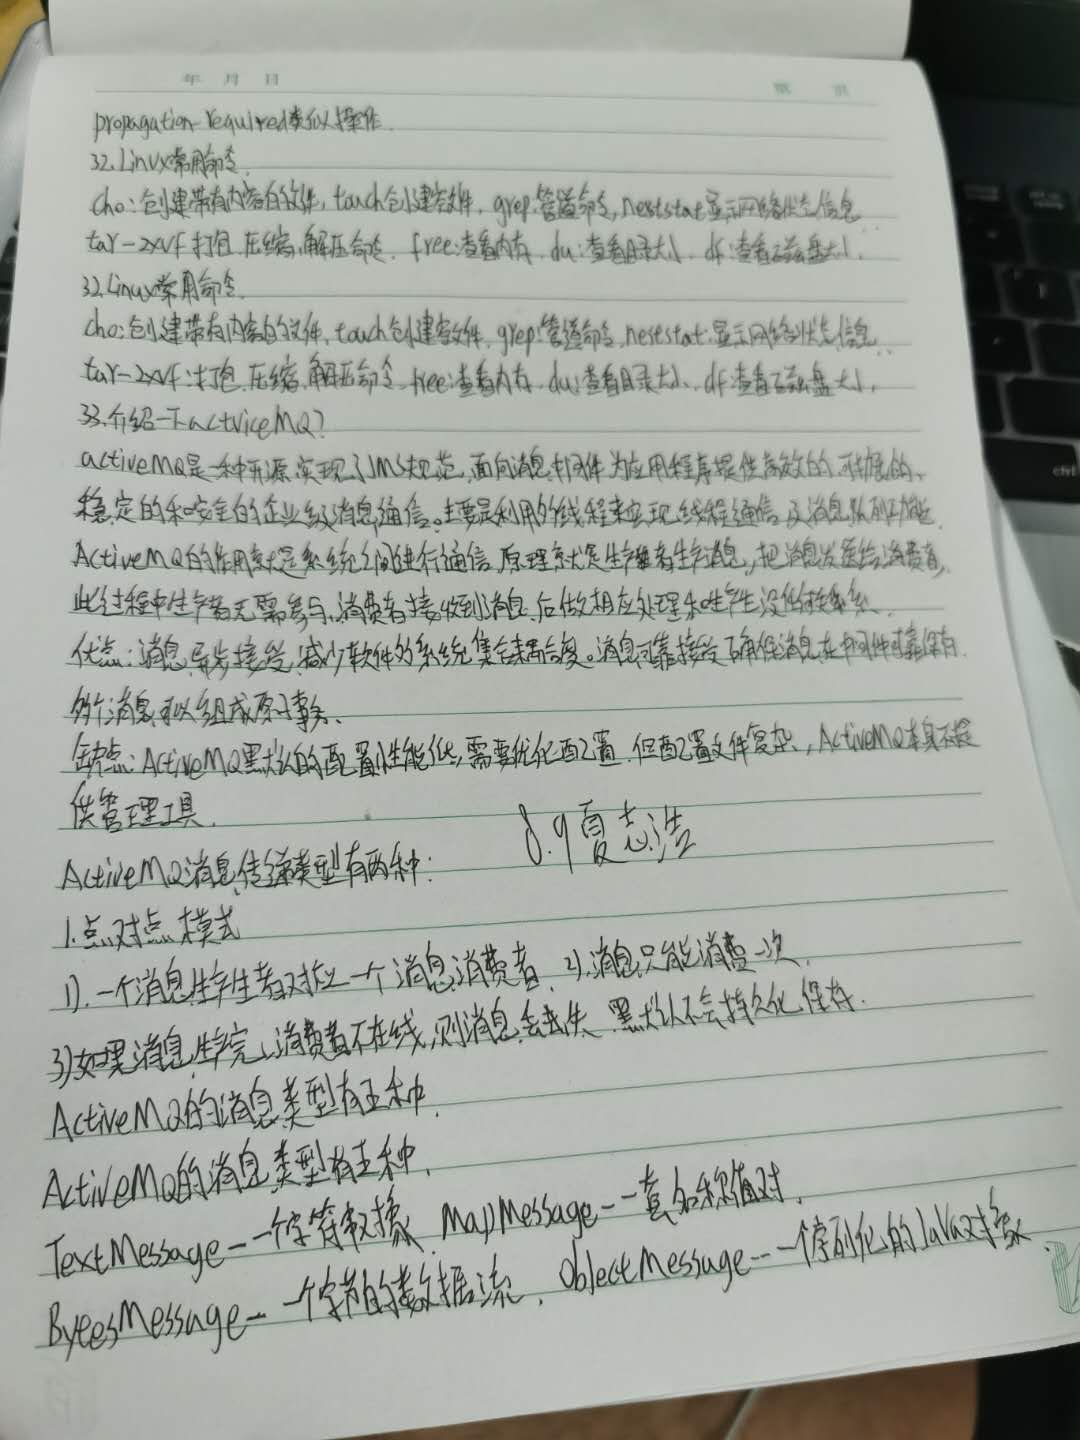 年 月 日
第 页
propagation-required类似操作.
32.Linux常用命令.
cho:创建带有内容的文件,touch创建空文件,grep:管道命令,neststat显示网络状态信息
tar-zxvf打包.压缩,解压命令. free:查看内存. du:查看目录大小. df:查看磁盘大小.
32.Linux常用命令.
cho:创建带有内容的文件,touch创建空文件,grep:管道命令,neststat:显示网络状态信息.
tar-zxvf:打包.压缩.解压命令 free:查看内存.du:查看目录大小.df:查看磁盘大小.
33.介绍一下actviceMQ?
activeMQ是一种开源,实现了JMS规范,面向消息中间件为应用程序提供高效的、可扩展的、
稳定的和安全的企业级消息通信。主要是利用多线程来实现线程通信及消息队列功能.
ActiveMQ的作用就是系统之间进行通信,原理就是生产者生产消息,把消息发送给消费者,
此过程中生产者无需参与,消费者接收到消息后做相应处理和生产生没任何关系.
优点:消息异步接受,减少软件多系统集合耦合度。消息可靠接受,确保消息在中间件可靠保存.
多个消息可以组成原子事务.
缺点:ActiveMQ默认的配置性能低,需要优化配置.但配置文件复杂,ActiveMQ本身不提
供管理工具.
8.9夏志浩
ActiveMQ消息传递类型有两种:
1.点对点模式
1).一个消息生产生者对应一个消息消费者, 2).消息只能消费一次.
3)如果消息生产完,消费者不在线,则消息会丢失.默认不会持久化保存.
ActiveMQ的消息类型有五种.
ActiveMQ的消息类型有五种.
TextMessage--一个字符串对象. MapMessage--一套名称值对.
ByeesMessage--一个字节的数据流. ObjectMessage--一个序列化的Java对象.